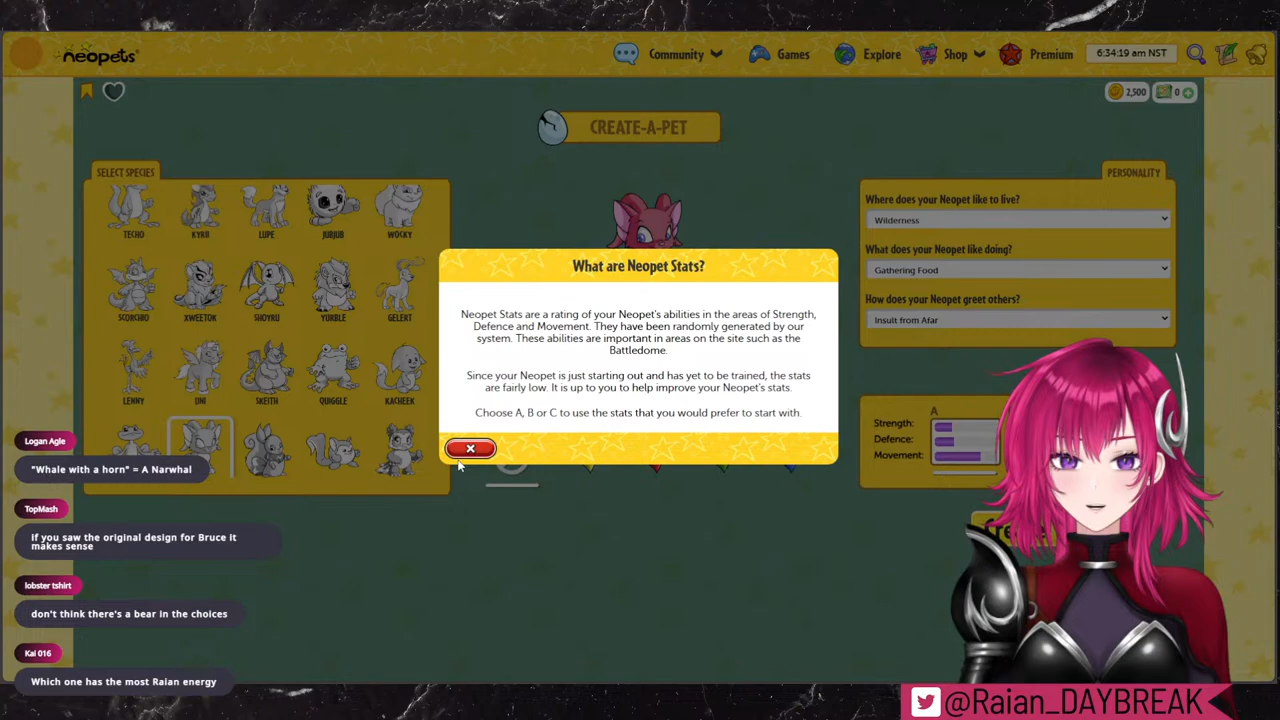 neopets
Community
Games
Explore
Shop
Premium
6:34:19 am NST
2,500
0
CREATE-A-PET
SELECT SPECIES
TECHO
KYRII
LUPE
JUBJUB
WOCKY
SCORCHIO
XWEETOK
SHOYRU
YURBLE
GELERT
LENNY
UNI
SKEITH
QUIGGLE
KACHEEK
PERSONALITY
Where does your Neopet like to live?
Wilderness
What does your Neopet like doing?
Gathering Food
How does your Neopet greet others?
Insult from Afar
A
Strength:
Defence:
Movement:
What are Neopet Stats?
Neopet Stats are a rating of your Neopet's abilities in the areas of Strength,
Defence and Movement. They have been randomly generated by our
system. These abilities are important in areas on the site such as the
Battledome.
Since your Neopet is just starting out and has yet to be trained, the stats
are fairly low. It is up to you to help improve your Neopet's stats.
Choose A, B or C to use the stats that you would prefer to start with.
Logan Agle
"Whale with a horn" = A Narwhal
TopMash
If you saw the original design for Bruce it
makes sense
lobster tshirt
don't think there's a bear in the choices
Kai 016
Which one has the most Raian energy
@Raian_DAYBREAK